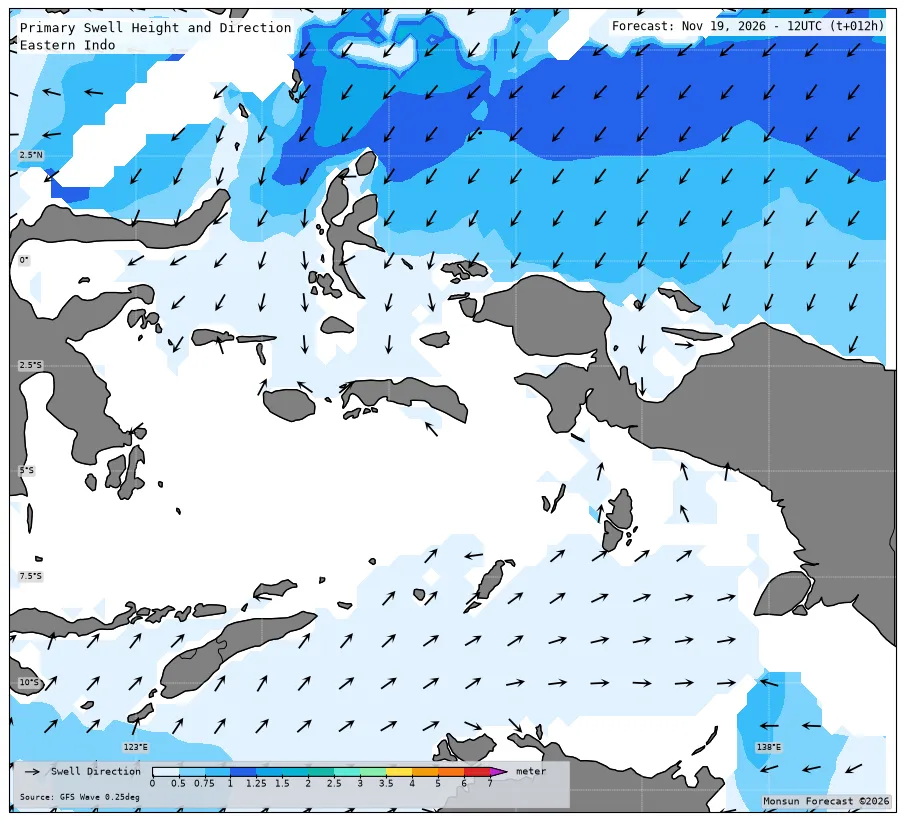 Primary Swell Height and Direction
Eastern Indo
Forecast: Nov 19, 2026 - 12UTC (t+012h)
2.5°N
0°
2.5°S
5°S
7.5°S
10°S
123°E
138°E
Swell Direction
meter
0 0.5 0.75 1 1.25 1.5 2 2.5 3 3.5 4 5 6 7
Source: GFS Wave 0.25deg
Monsun Forecast ©2026